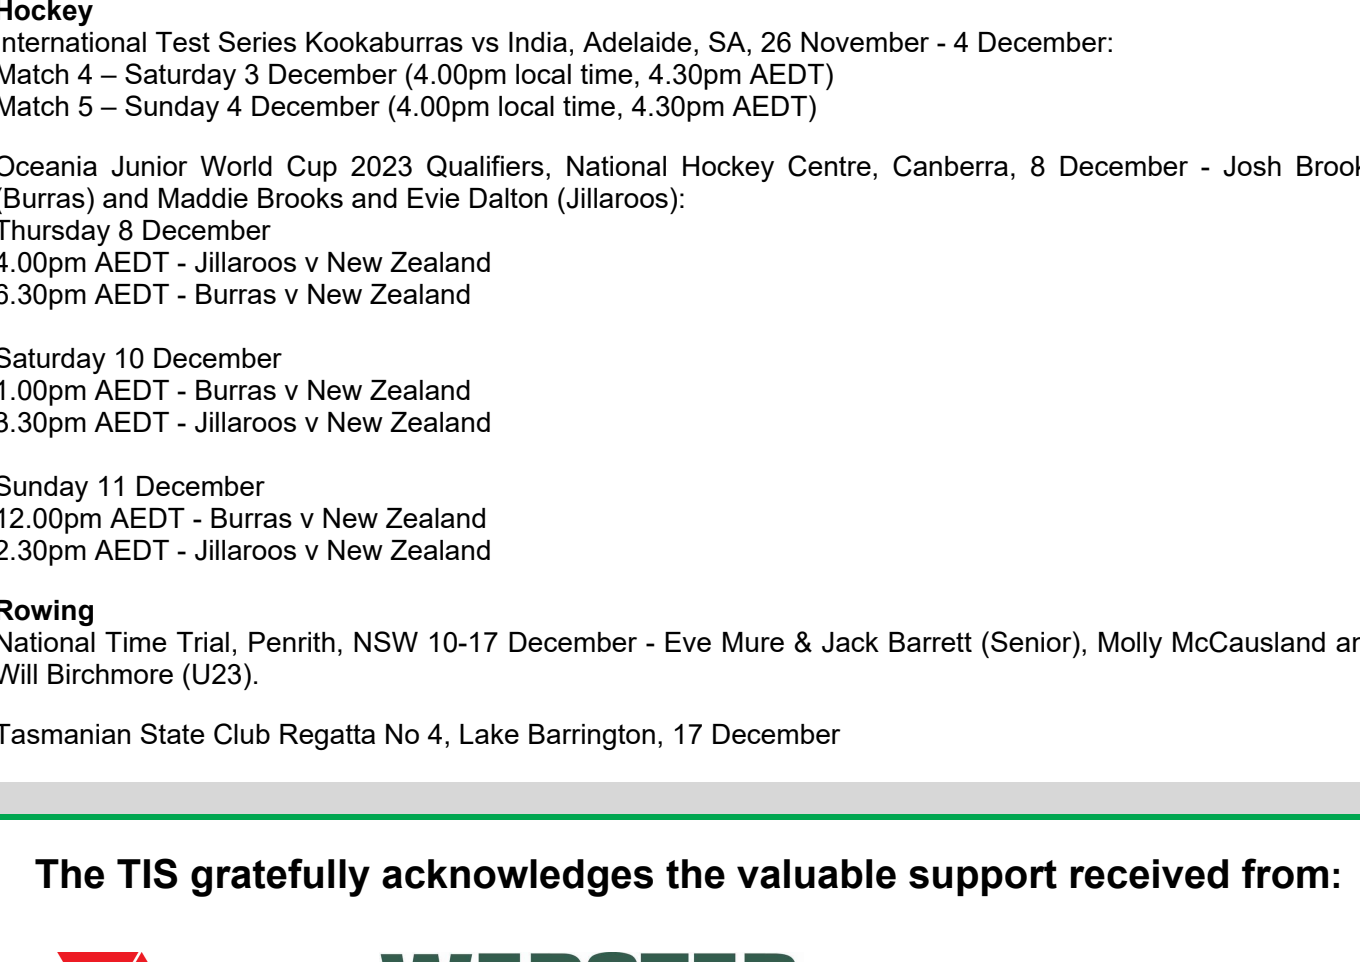 Hockey
International Test Series Kookaburras vs India, Adelaide, SA, 26 November - 4 December:
Match 4 – Saturday 3 December (4.00pm local time, 4.30pm AEDT)
Match 5 – Sunday 4 December (4.00pm local time, 4.30pm AEDT)
Oceania Junior World Cup 2023 Qualifiers, National Hockey Centre, Canberra, 8 December - Josh Brook
(Burras) and Maddie Brooks and Evie Dalton (Jillaroos):
Thursday 8 December
4.00pm AEDT - Jillaroos v New Zealand
6.30pm AEDT - Burras v New Zealand
Saturday 10 December
1.00pm AEDT - Burras v New Zealand
3.30pm AEDT - Jillaroos v New Zealand
Sunday 11 December
12.00pm AEDT - Burras v New Zealand
2.30pm AEDT - Jillaroos v New Zealand
Rowing
National Time Trial, Penrith, NSW 10-17 December - Eve Mure & Jack Barrett (Senior), Molly McCausland an
Will Birchmore (U23).
Tasmanian State Club Regatta No 4, Lake Barrington, 17 December
The TIS gratefully acknowledges the valuable support received from: